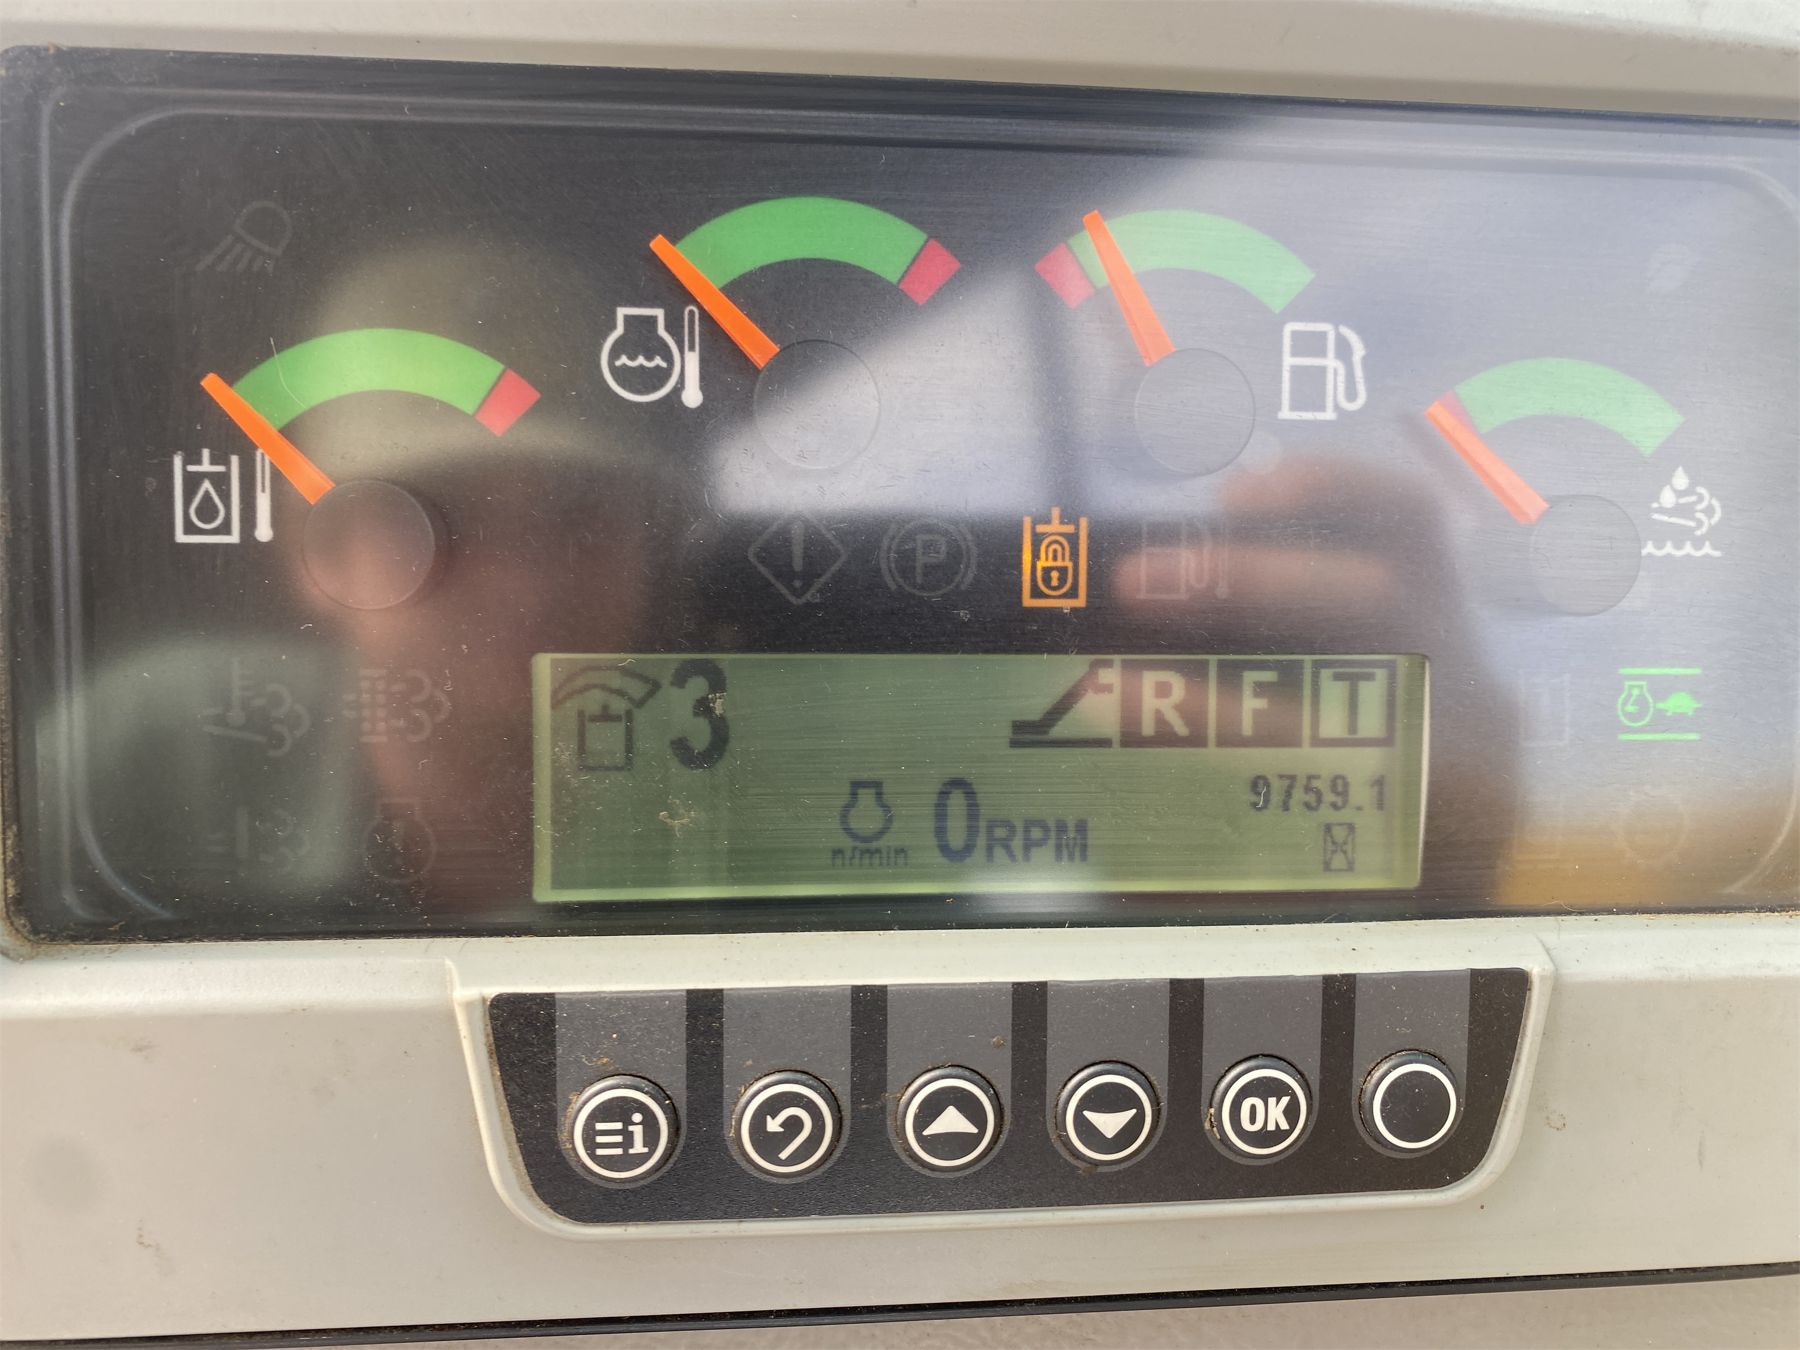 P
3
R F T
9759.1
n/min 0RPM
i
OK